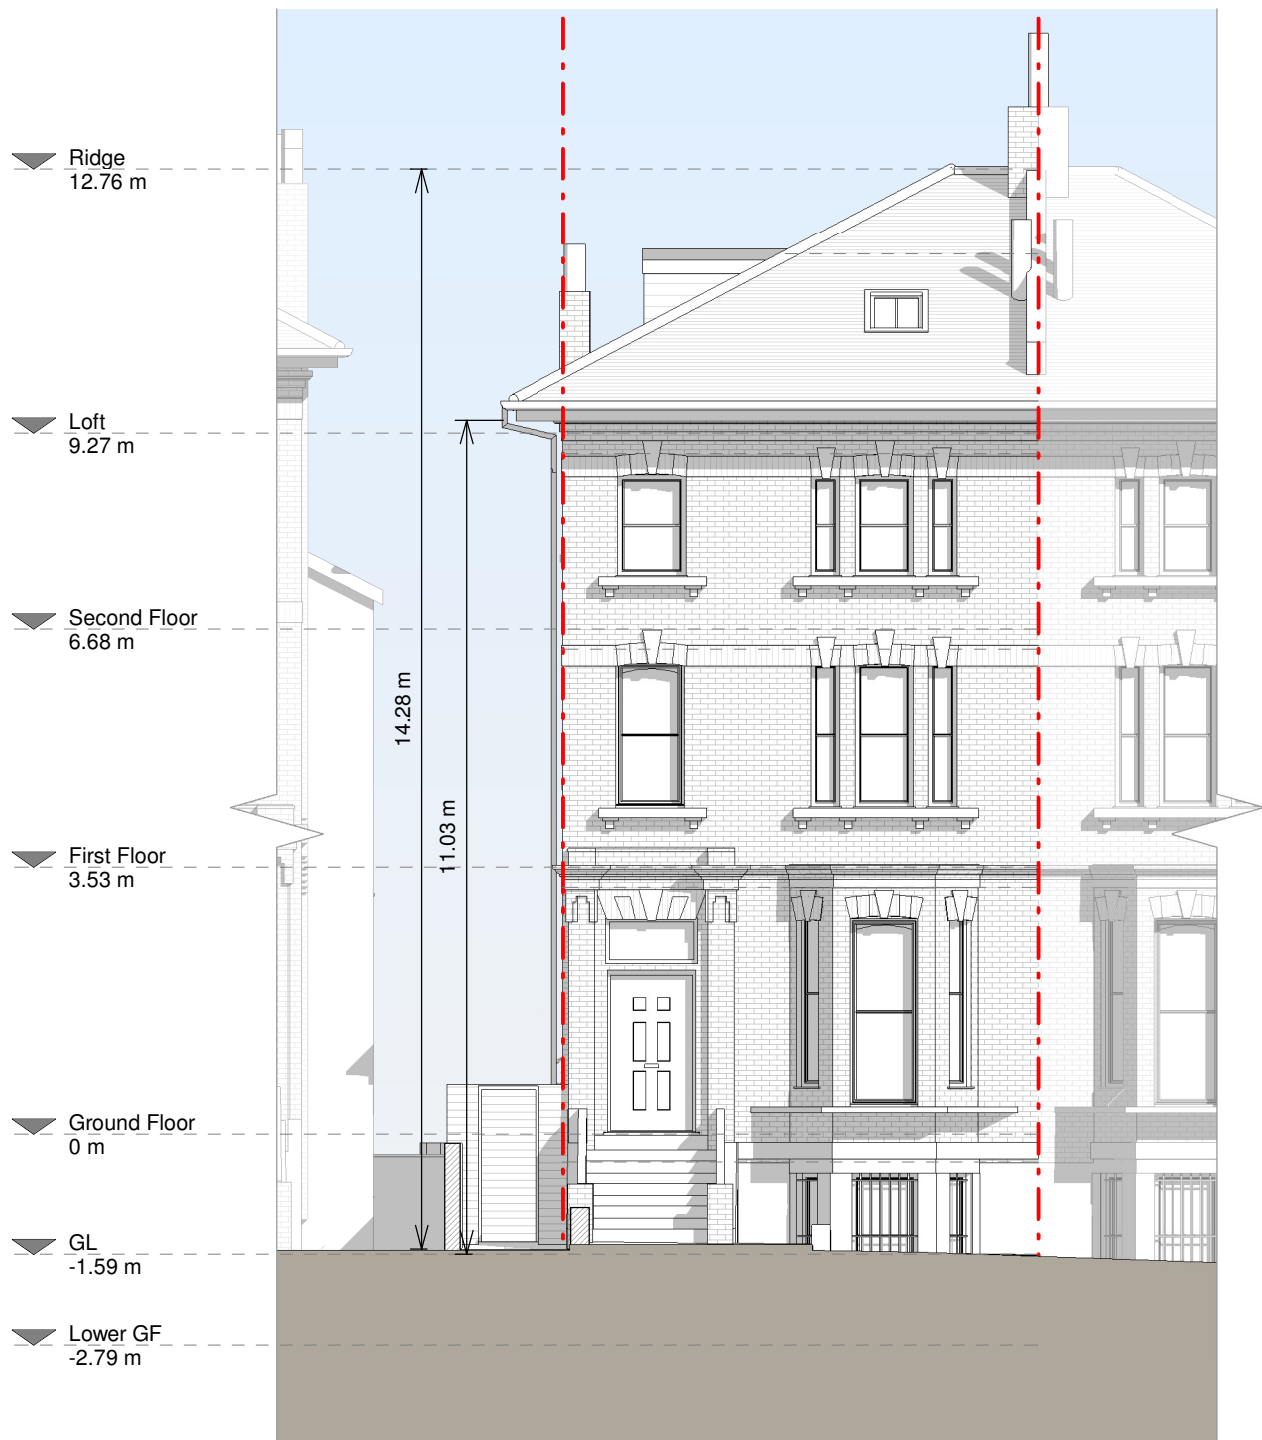 Ridge
12.76 m
Loft
9.27 m
Second Floor
6.68 m
14.28 m
11.03 m
First Floor
3.53 m
Ground Floor
0 m
GL
-1.59 m
Lower GF
-2.79 m